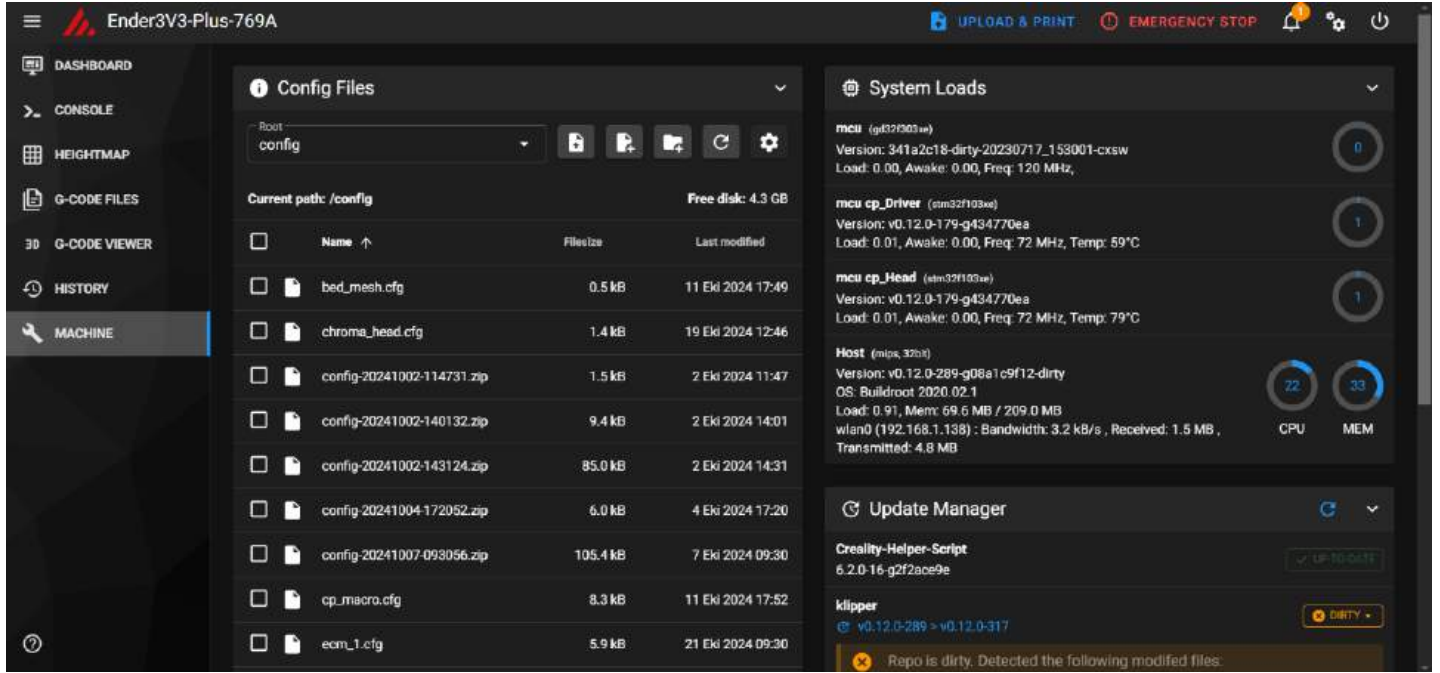 Ender3V3-Plus-769A
UPLOAD & PRINT
EMERGENCY STOP
1
DASHBOARD
CONSOLE
HEIGHTMAP
G-CODE FILES
3D G-CODE VIEWER
HISTORY
MACHINE
Config Files
Root
config
Current path: /config Free disk: 4.3 GB
Name Filesize Last modified
bed_mesh.cfg 0.5 kB 11 Eki 2024 17:49
chroma_head.cfg 1.4 kB 19 Eki 2024 12:46
config-20241002-114731.zip 1.5 kB 2 Eki 2024 11:47
config-20241002-140132.zip 9.4 kB 2 Eki 2024 14:01
config-20241002-143124.zip 85.0 kB 2 Eki 2024 14:31
config-20241004-172052.zip 6.0 kB 4 Eki 2024 17:20
config-20241007-093056.zip 105.4 kB 7 Eki 2024 09:30
cp_macro.cfg 8.3 kB 11 Eki 2024 17:52
ecm_1.cfg 5.9 kB 21 Eki 2024 09:30
System Loads
mcu (gd32f303xe)
Version: 341a2c18-dirty-20230717_153001-cxsw
Load: 0.00, Awake: 0.00, Freq: 120 MHz,
0
mcu cp_Driver (stm32f103xe)
Version: v0.12.0-179-g434770ea
Load: 0.01, Awake: 0.00, Freq: 72 MHz, Temp: 59°C
1
mcu cp_Head (stm32f103xe)
Version: v0.12.0-179-g434770ea
Load: 0.01, Awake: 0.00, Freq: 72 MHz, Temp: 79°C
1
Host (mips, 32bit)
Version: v0.12.0-289-g08a1c9f12-dirty
OS: Buildroot 2020.02.1
Load: 0.91, Mem: 69.6 MB / 209.0 MB
wlan0 (192.168.1.138) : Bandwidth: 3.2 kB/s , Received: 1.5 MB ,
Transmitted: 4.8 MB
22 33
CPU MEM
Update Manager
Creality-Helper-Script
6.2.0-16-g2f2ace9e
UP-TO-DATE
klipper
v0.12.0-289 > v0.12.0-317
DIRTY
Repo is dirty. Detected the following modifed files: